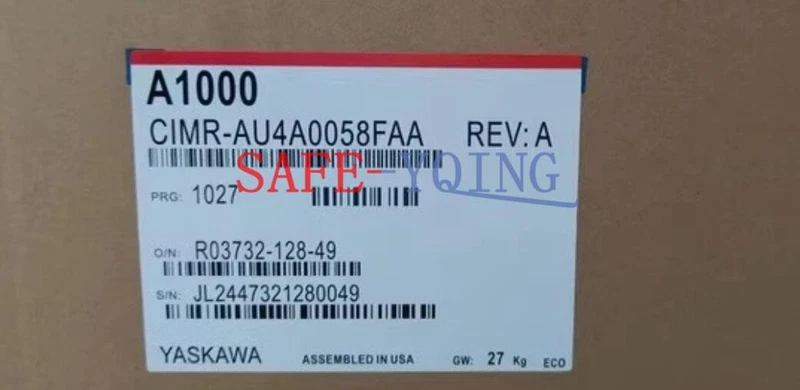 A1000
CIMR-AU4A0058FAA REV: A
SAFE-YQING
PRG: 1027
O/N: R03732-128-49
S/N: JL2447321280049
YASKAWA ASSEMBLED IN USA GW: 27 Kg ECO